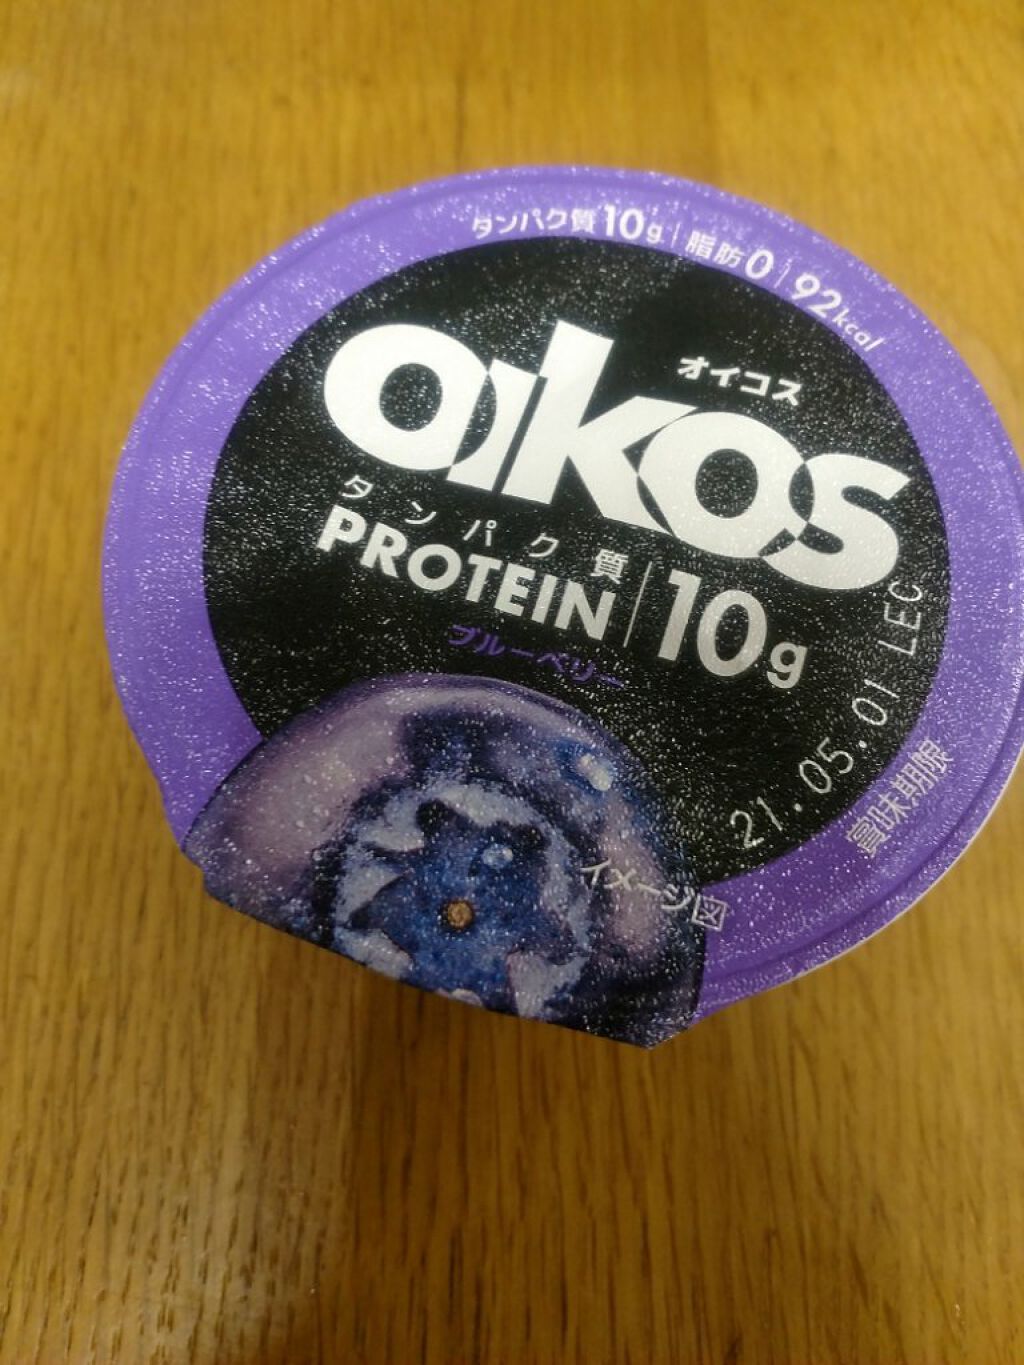 タンパク質10g|脂肪0|92kcal
オイコス
oikos
タンパク質
PROTEIN|10g
ブルーベリー
21.05.01 LEC
賞味期限
イメージ図